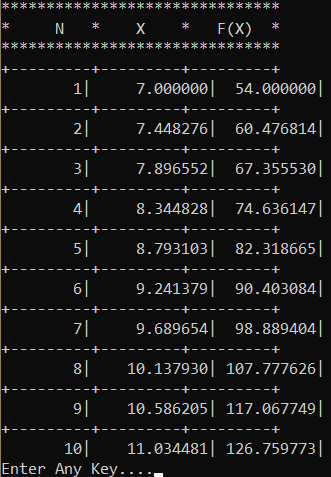 *******************************
*     N   *    X    *   F(X)  *
*******************************
+---------+---------+---------+
        1|     7.000000|  54.000000|
+---------+---------+---------+
        2|     7.448276|  60.476814|
+---------+---------+---------+
        3|     7.896552|  67.355530|
+---------+---------+---------+
        4|     8.344828|  74.636147|
+---------+---------+---------+
        5|     8.793103|  82.318665|
+---------+---------+---------+
        6|     9.241379|  90.403084|
+---------+---------+---------+
        7|     9.689654|  98.889404|
+---------+---------+---------+
        8|    10.137930| 107.777626|
+---------+---------+---------+
        9|    10.586205| 117.067749|
+---------+---------+---------+
       10|    11.034481| 126.759773|
Enter Any Key....